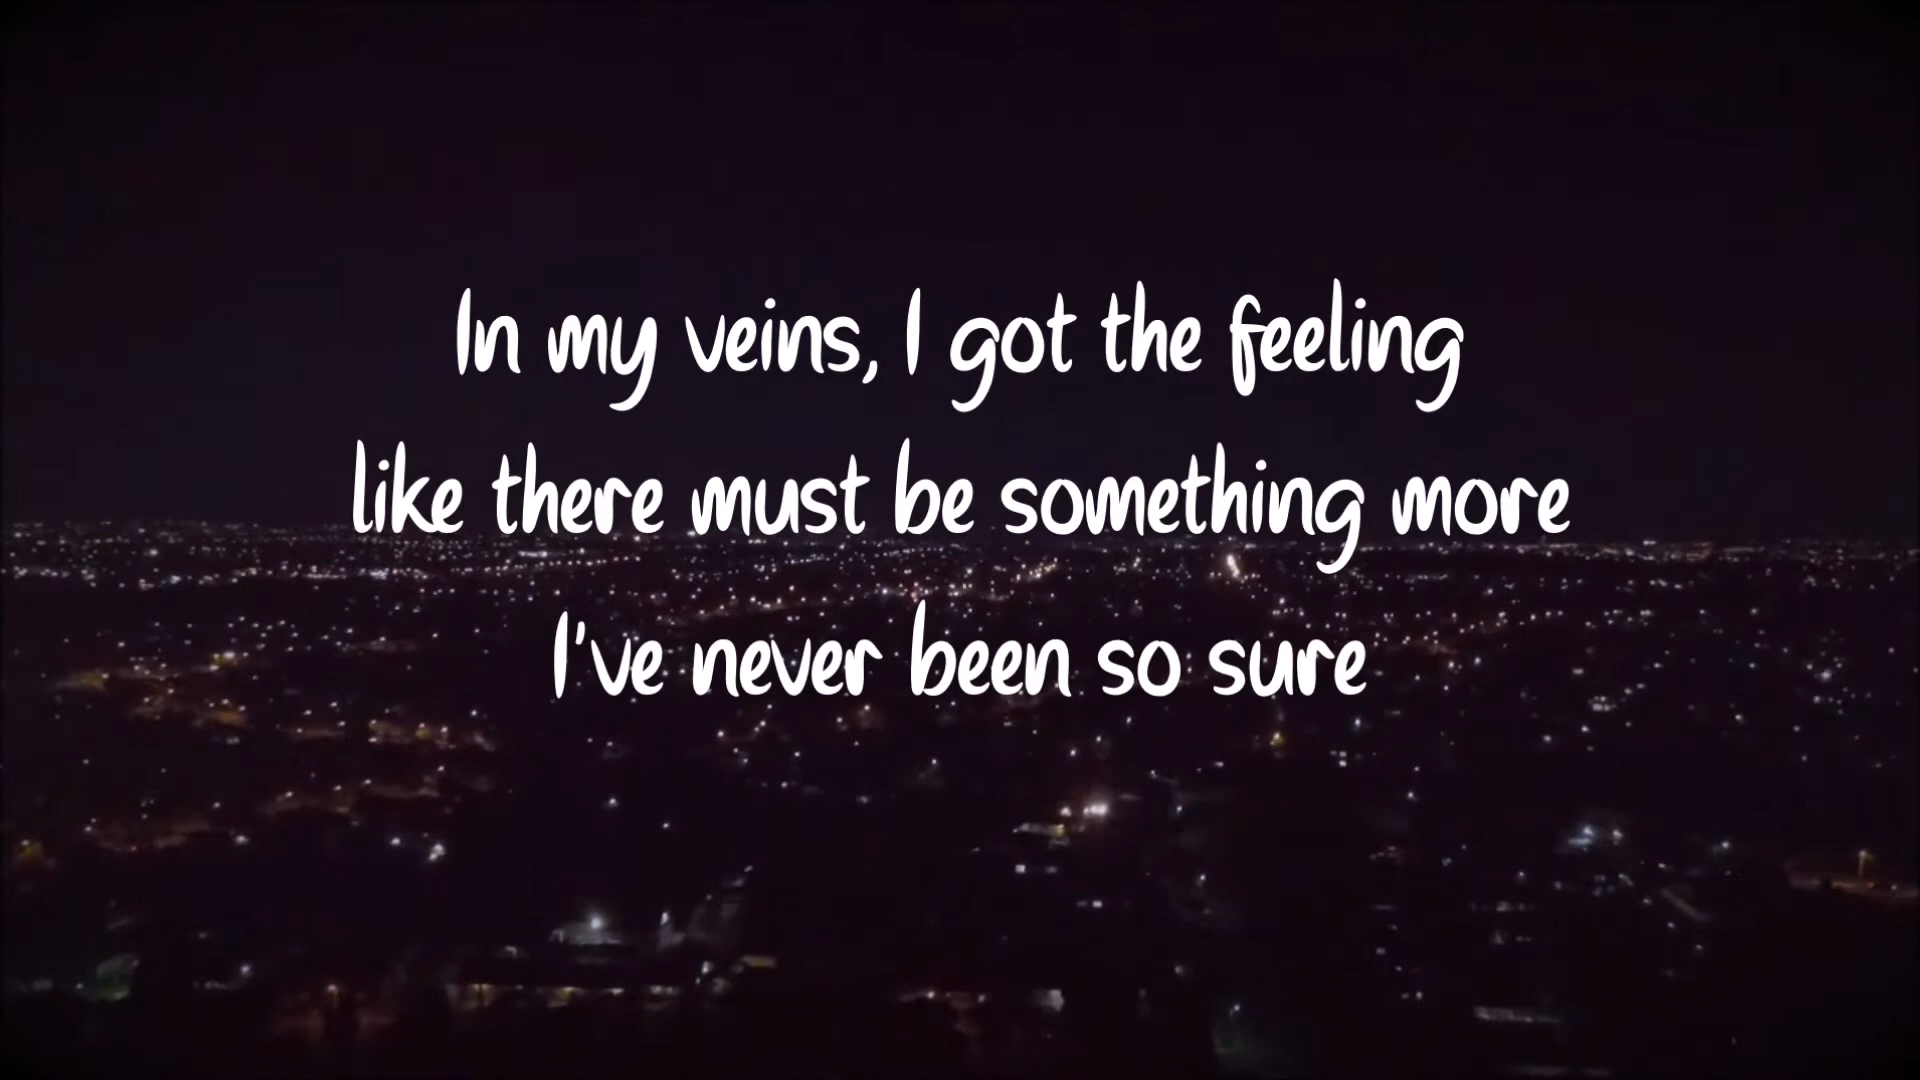 In my veins, I got the feeling
like there must be something more
I've never been so sure